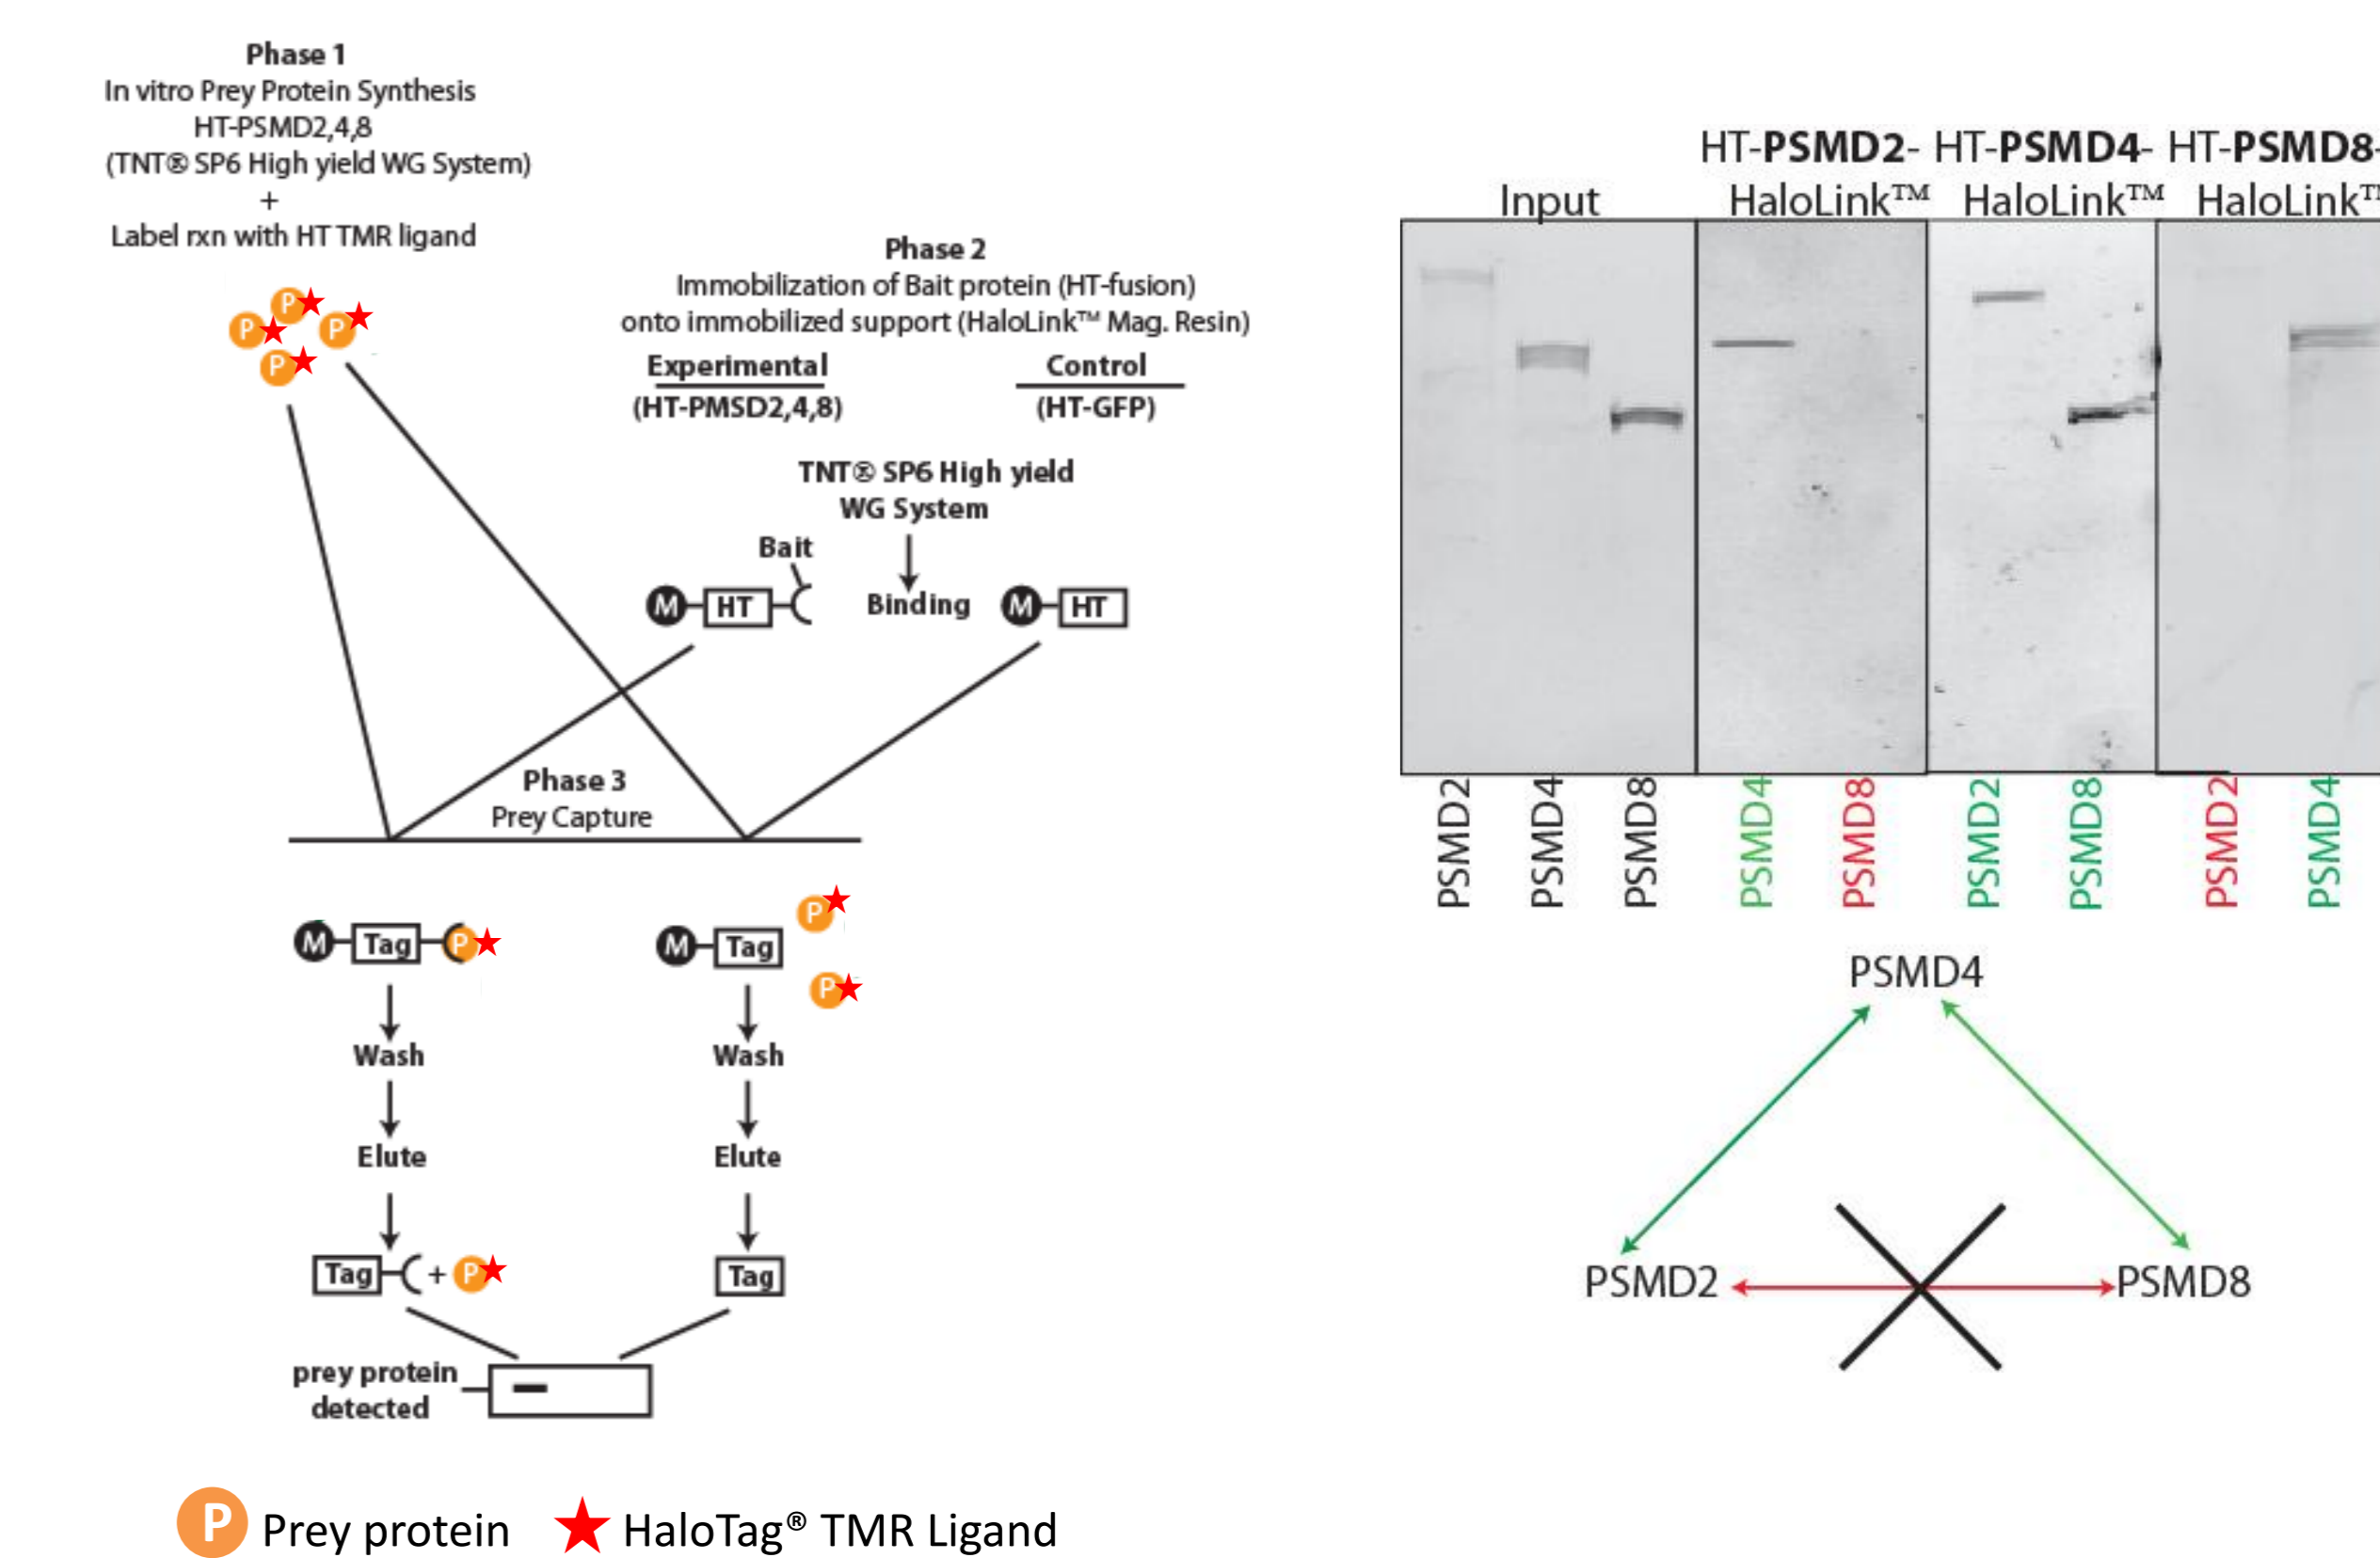 Phase 1
In vitro Prey Protein Synthesis
HT-PSMD2,4,8
(TNT® SP6 High yield WG System)
+
Label rxn with HT TMR ligand
P
P
P
P
Phase 2
Immobilization of Bait protein (HT-fusion)
onto immobilized support (HaloLink™ Mag. Resin)
Experimental
(HT-PMSD2,4,8)
Control
(HT-GFP)
TNT® SP6 High yield
WG System
Bait
M HT
Binding
M HT
Phase 3
Prey Capture
M Tag P
M Tag P
P
Wash
Wash
Elute
Elute
Tag + P
Tag
prey protein
detected
P Prey protein
HaloTag® TMR Ligand
Input
HT-PSMD2-
HaloLink™
HT-PSMD4-
HaloLink™
HT-PSMD8-
HaloLink™
PSMD2
PSMD4
PSMD8
PSMD4
PSMD8
PSMD2
PSMD8
PSMD2
PSMD4
PSMD4
PSMD2
PSMD8